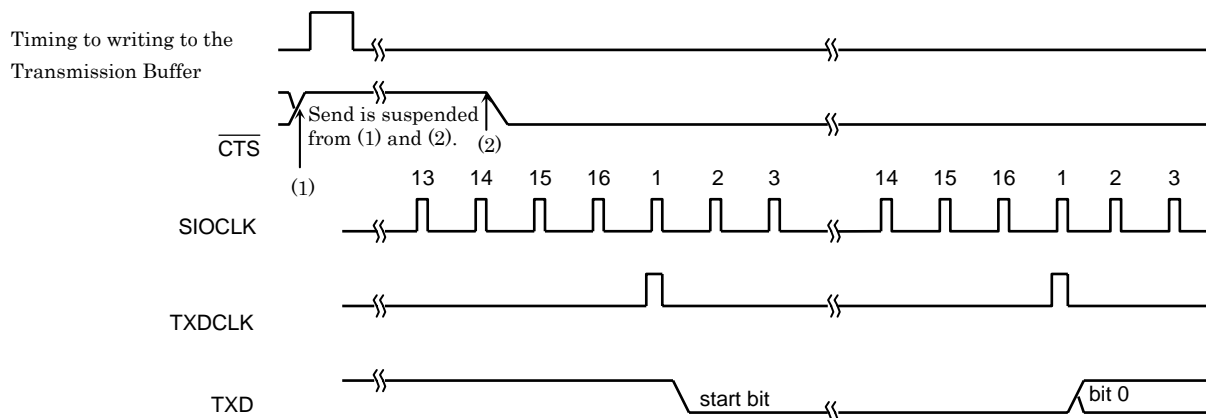 Timing to writing to the
Transmission Buffer
Send is suspended
from (1) and (2).
CTS
(1)
(2)
13 14 15 16 1 2 3 14 15 16 1 2 3
SIOCLK
TXDCLK
TXD
start bit
bit 0